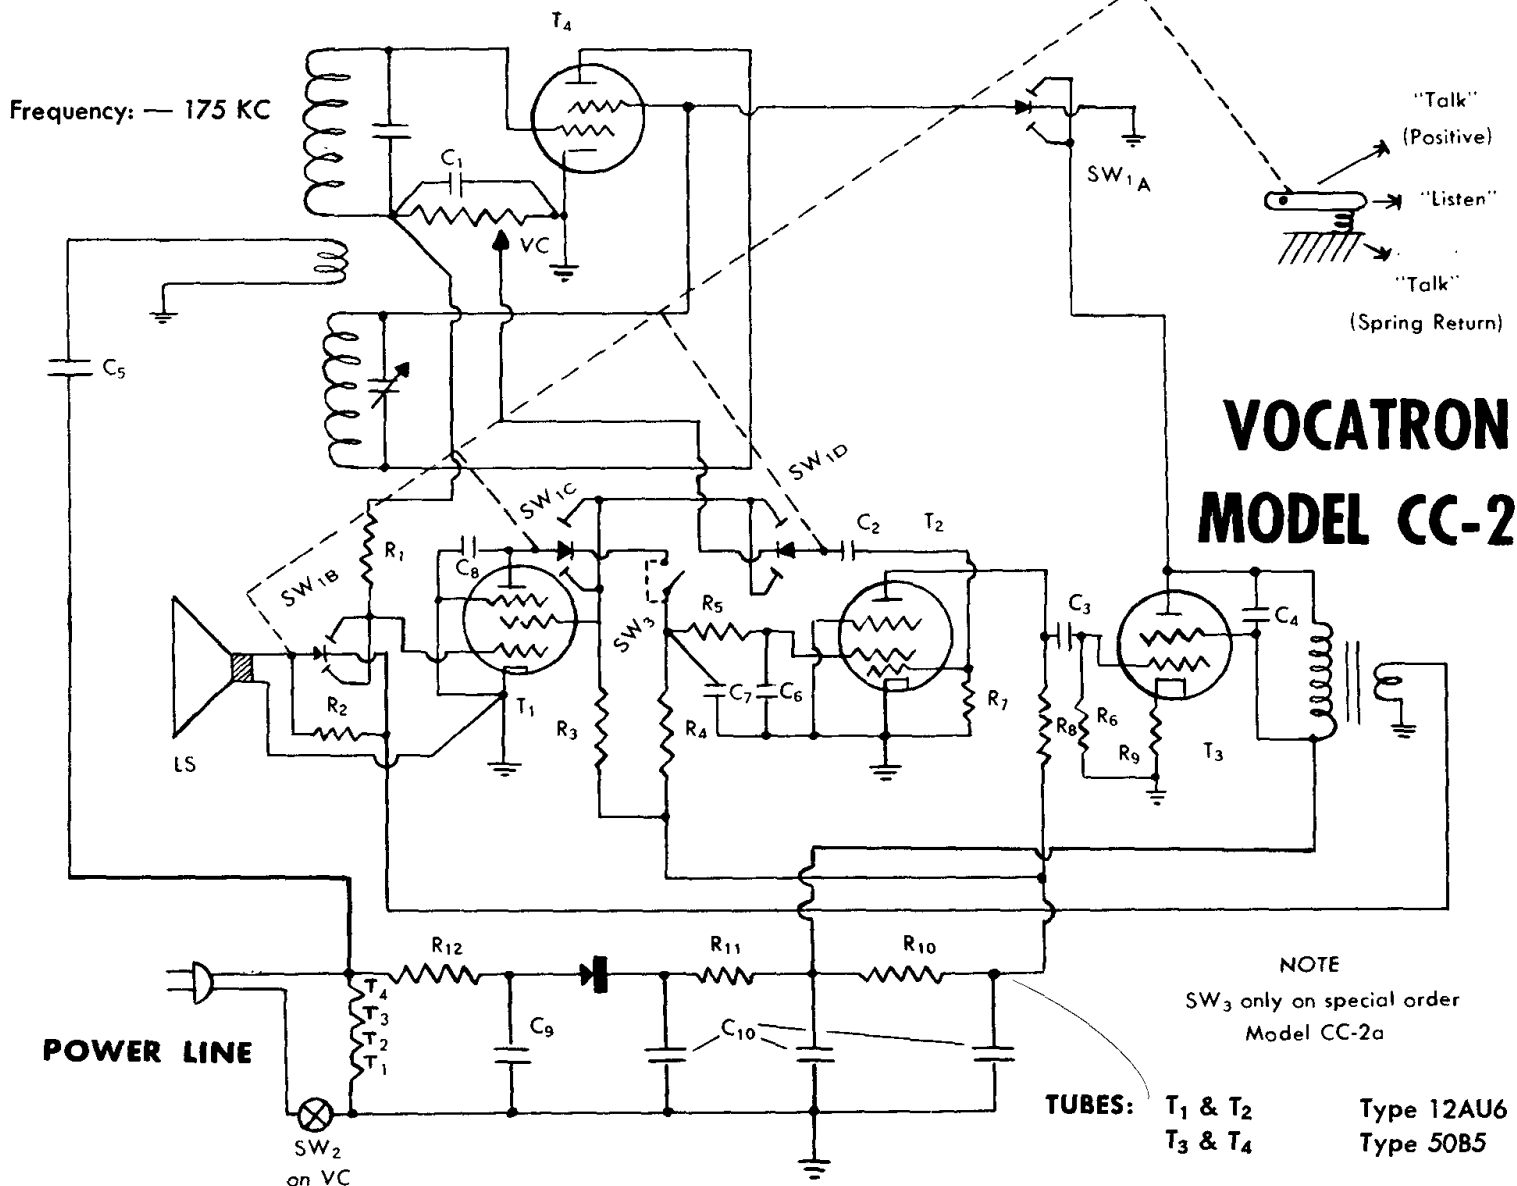 T4
Frequency: — 175 KC
C1
VC
SW1A
"Talk"
(Positive)
"Listen"
"Talk"
(Spring Return)
C5
VOCATRON
MODEL CC-2
SW1D
SW1C
C2
T2
R1
C8
SW1B
SW3
R5
C3
C4
C7
C6
R2
T1
R3
R4
R7
R8
R6
R9
T3
LS
R12
R11
R10
NOTE
SW3 only on special order
Model CC-2a
T4
T3
T2
T1
C9
C10
POWER LINE
SW2
on VC
TUBES: T1 & T2 Type 12AU6
T3 & T4 Type 50B5